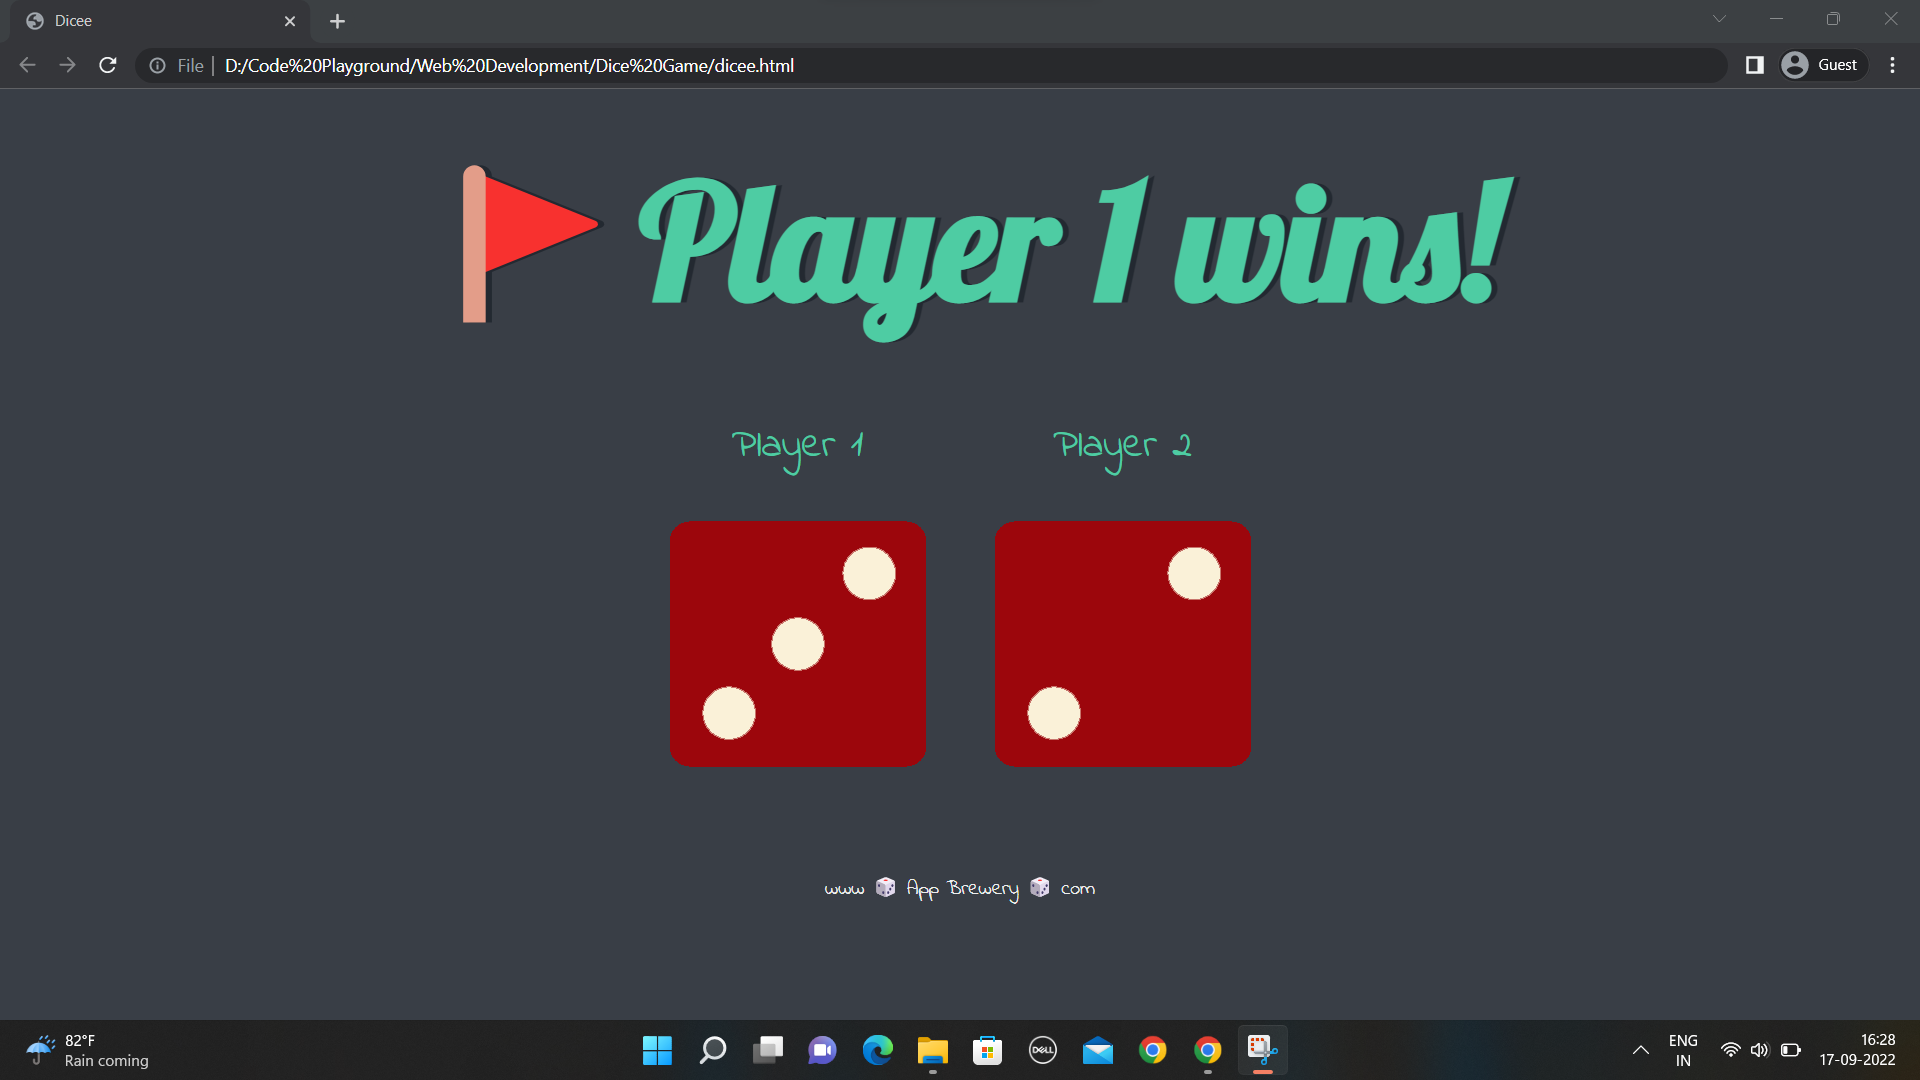 Dicee
File
D:/Code%20Playground/Web%20Development/Dice%20Game/dicee.html
Guest
🚩 Player 1 wins!
Player 1
Player 2
www 🎲 App Brewery 🎲 com
82°F
Rain coming
DELL
ENG
IN
16:28
17-09-2022